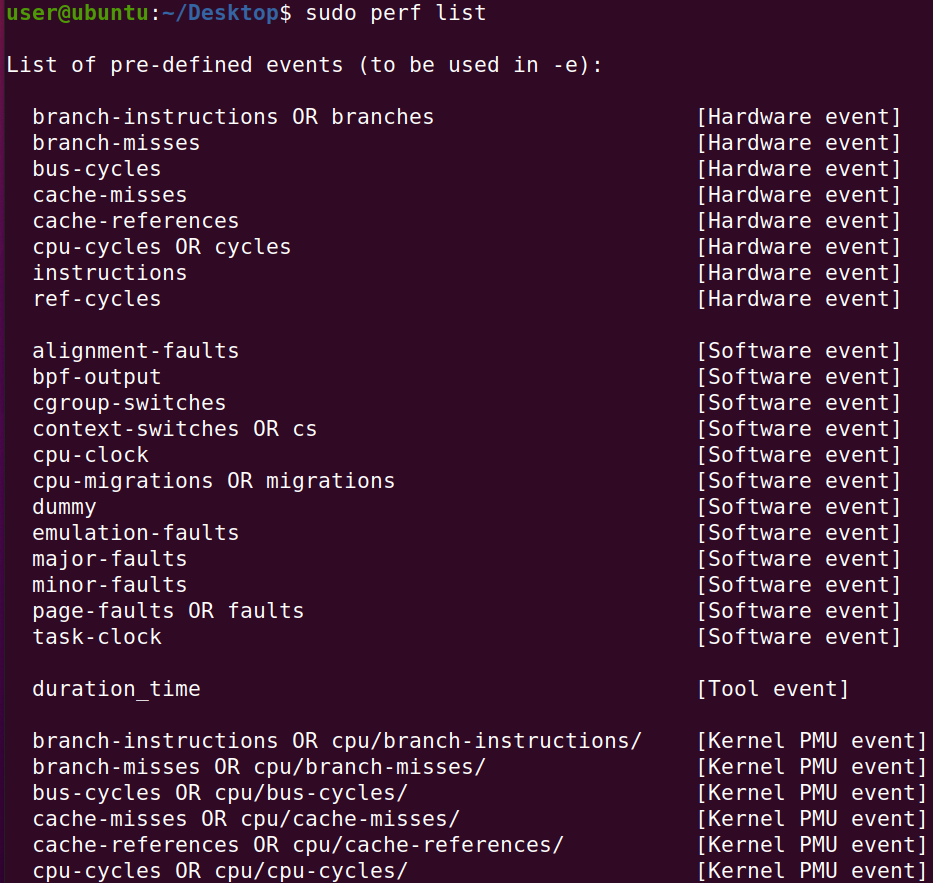 user@ubuntu:~/Desktop$ sudo perf list
List of pre-defined events (to be used in -e):
branch-instructions OR branches [Hardware event]
branch-misses [Hardware event]
bus-cycles [Hardware event]
cache-misses [Hardware event]
cache-references [Hardware event]
cpu-cycles OR cycles [Hardware event]
instructions [Hardware event]
ref-cycles [Hardware event]
alignment-faults [Software event]
bpf-output [Software event]
cgroup-switches [Software event]
context-switches OR cs [Software event]
cpu-clock [Software event]
cpu-migrations OR migrations [Software event]
dummy [Software event]
emulation-faults [Software event]
major-faults [Software event]
minor-faults [Software event]
page-faults OR faults [Software event]
task-clock [Software event]
duration_time [Tool event]
branch-instructions OR cpu/branch-instructions/ [Kernel PMU event]
branch-misses OR cpu/branch-misses/ [Kernel PMU event]
bus-cycles OR cpu/bus-cycles/ [Kernel PMU event]
cache-misses OR cpu/cache-misses/ [Kernel PMU event]
cache-references OR cpu/cache-references/ [Kernel PMU event]
cpu-cycles OR cpu/cpu-cycles/ [Kernel PMU event]